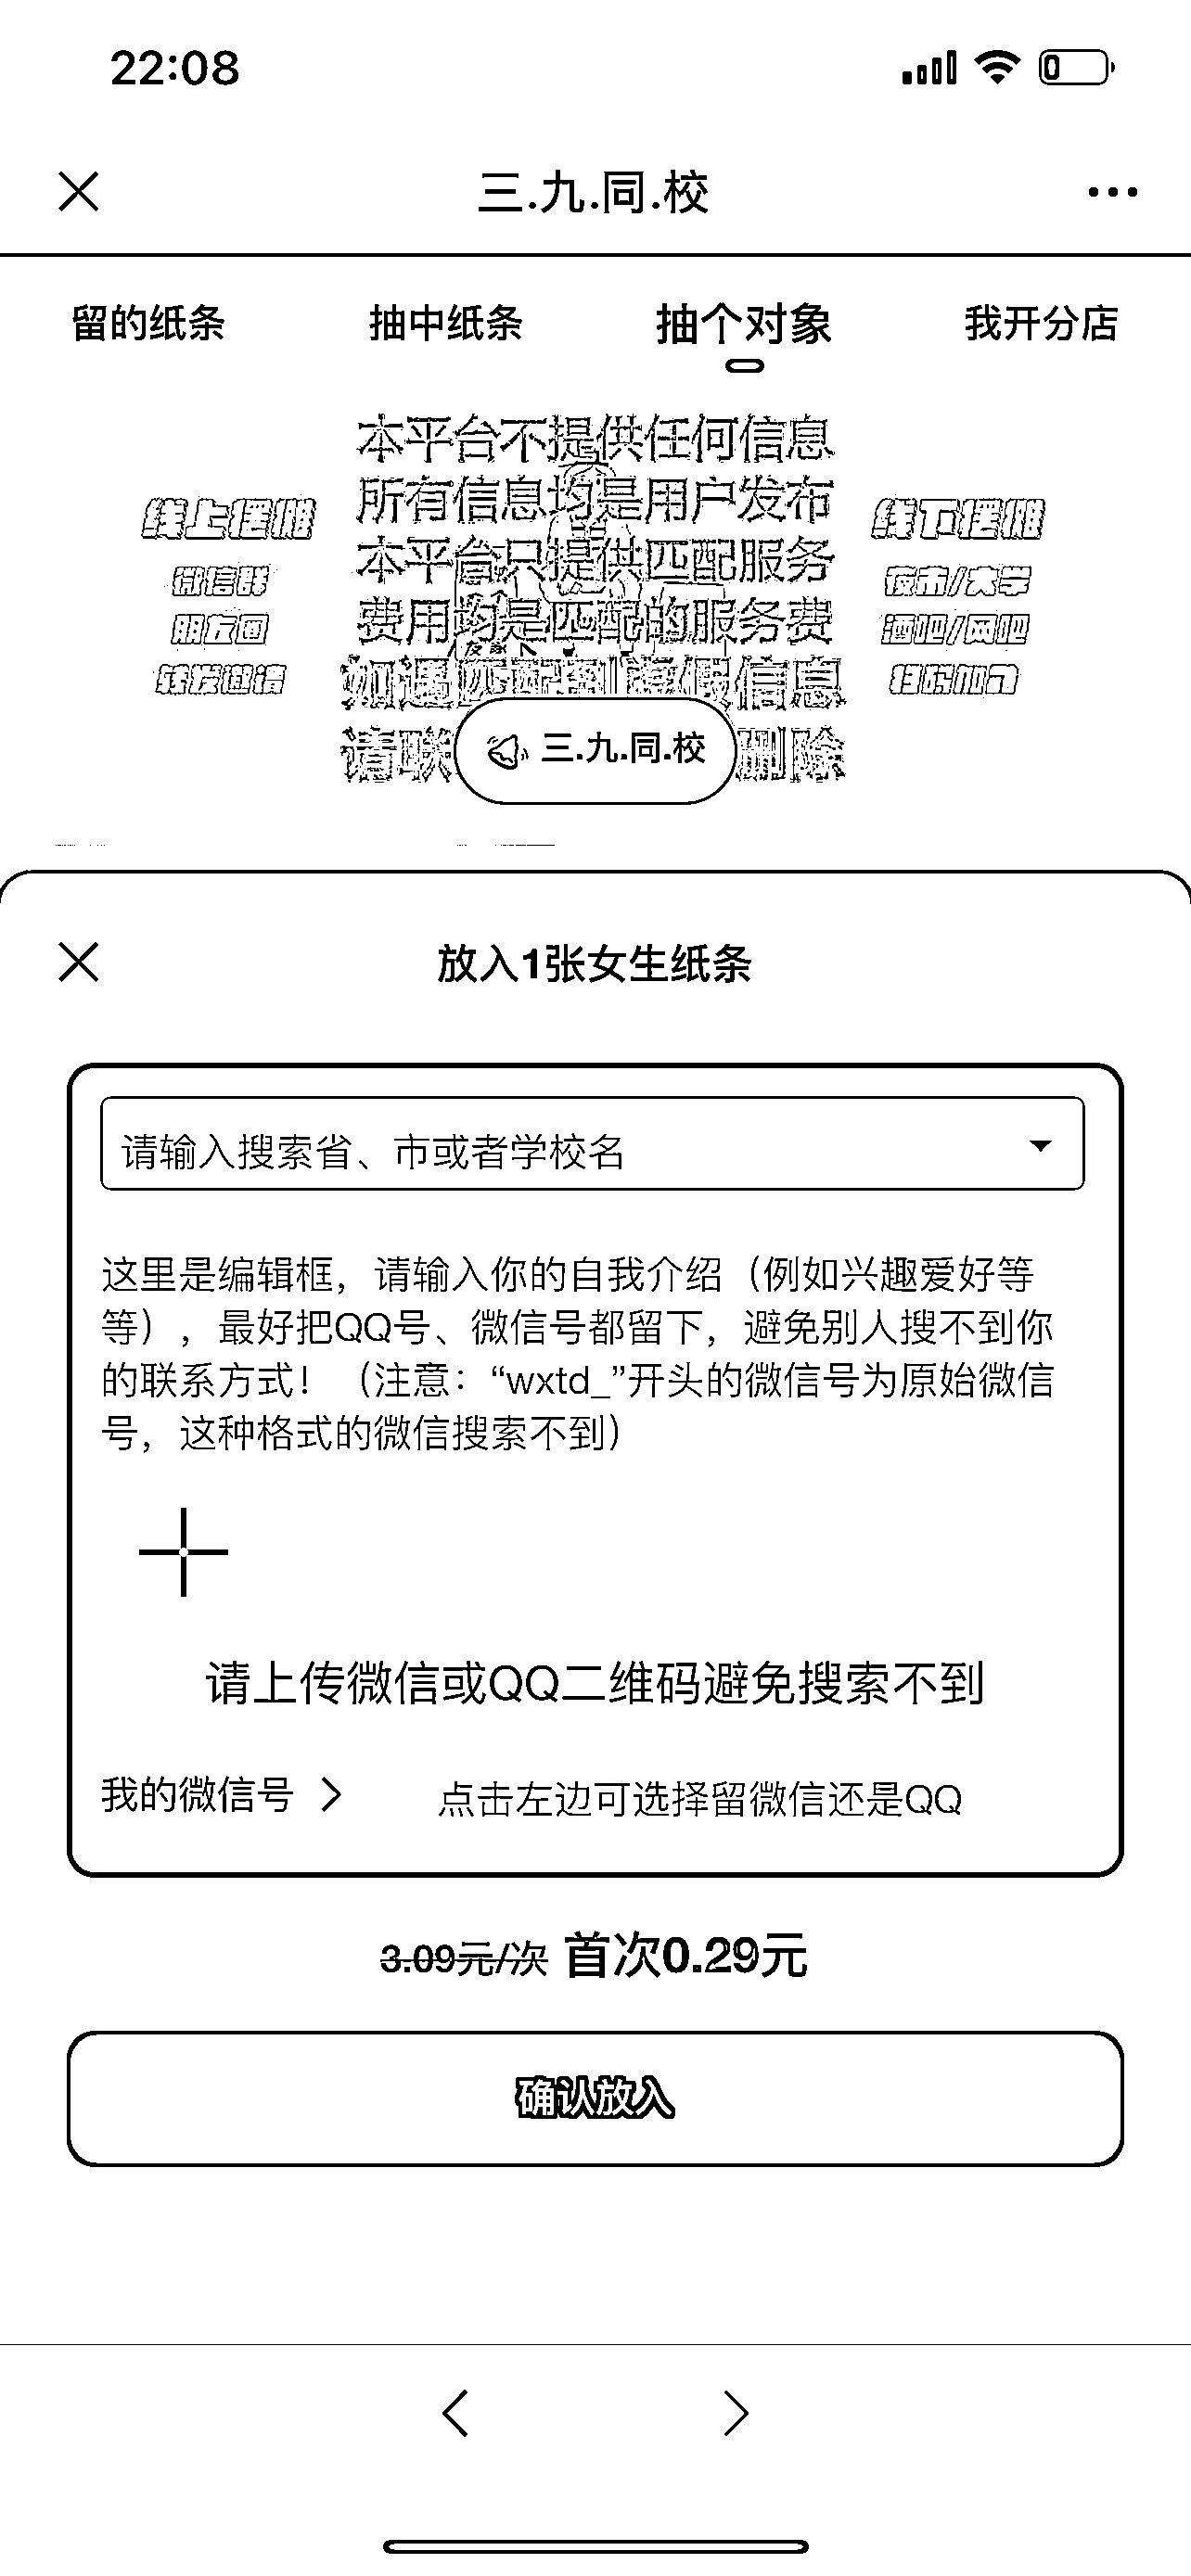 22:08
三.九.同.校
留的纸条 抽中纸条 抽个对象 我开分店
本平台不提供任何信息
所有信息均是用户发布
本平台只提供匹配服务
费用均是匹配的服务费
如遇匹配到虚假信息
请联 删除
线上摆摊
微信群
朋友圈
转发邀请
线下摆摊
夜市/大学
酒吧/网吧
扫码加入
三.九.同.校
放入1张女生纸条
请输入搜索省、市或者学校名
这里是编辑框，请输入你的自我介绍（例如兴趣爱好等
等），最好把QQ号、微信号都留下，避免别人搜不到你
的联系方式！（注意：“wxtd_”开头的微信号为原始微信
号，这种格式的微信搜索不到）
请上传微信或QQ二维码避免搜索不到
我的微信号 点击左边可选择留微信还是QQ
3.09元/次 首次0.29元
确认放入